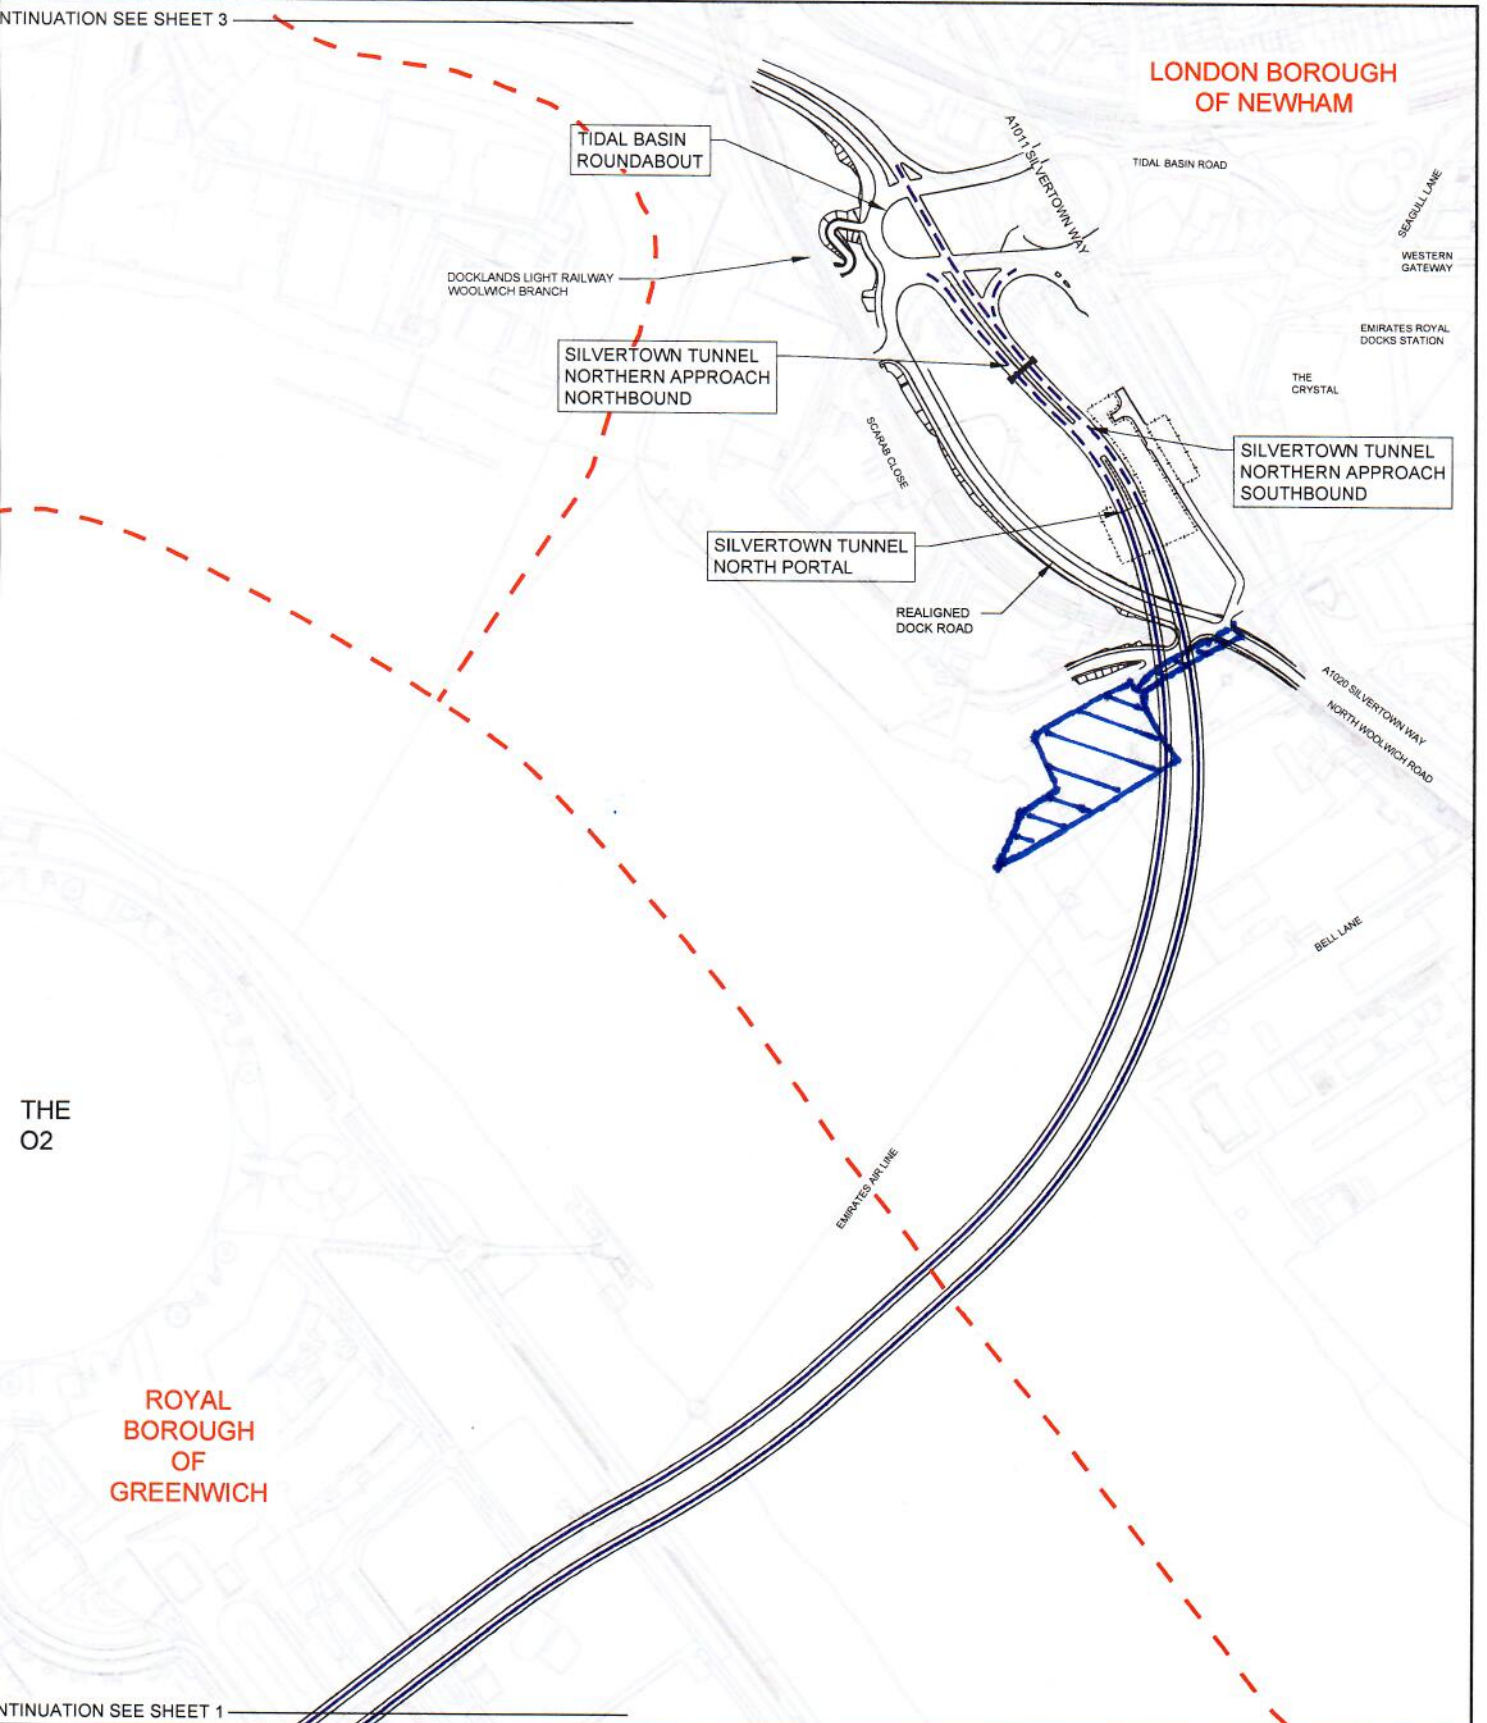 NTINUATION SEE SHEET 3
LONDON BOROUGH
OF NEWHAM
TIDAL BASIN
ROUNDABOUT
A1011 SILVERTOWN WAY
TIDAL BASIN ROAD
SEAGULL LANE
WESTERN
GATEWAY
DOCKLANDS LIGHT RAILWAY
WOOLWICH BRANCH
EMIRATES ROYAL
DOCKS STATION
SILVERTOWN TUNNEL
NORTHERN APPROACH
NORTHBOUND
THE
CRYSTAL
SCARAB CLOSE
SILVERTOWN TUNNEL
NORTHERN APPROACH
SOUTHBOUND
SILVERTOWN TUNNEL
NORTH PORTAL
REALIGNED
DOCK ROAD
A1020 SILVERTOWN WAY
NORTH WOOLWICH ROAD
BELL LANE
THE
O2
EMIRATES AIR LINE
ROYAL
BOROUGH
OF
GREENWICH
NTINUATION SEE SHEET 1